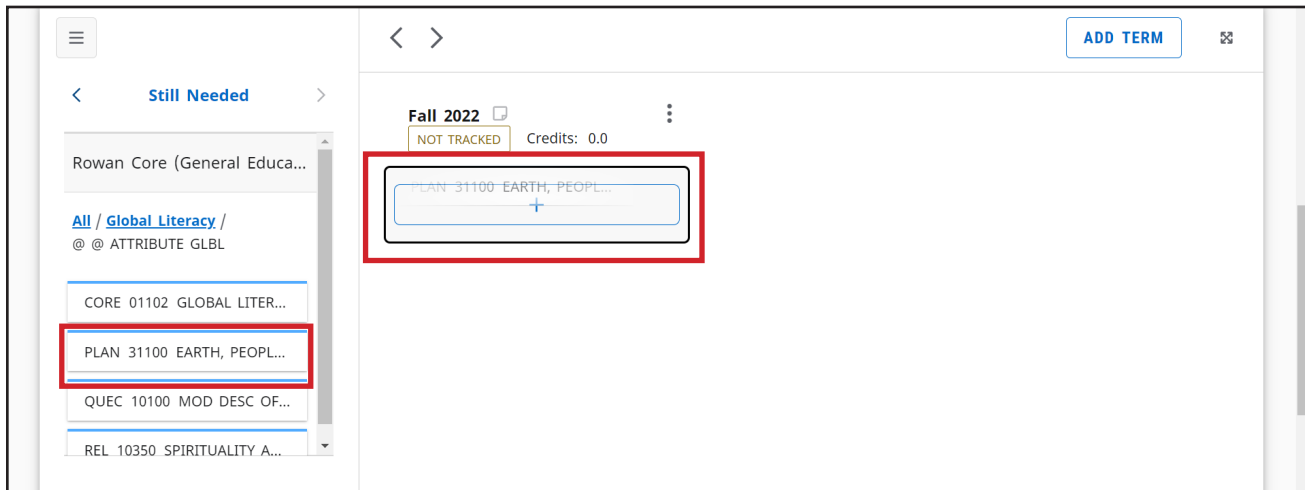 ADD TERM
Still Needed
Rowan Core (General Educa...
All / Global Literacy /
@ @ ATTRIBUTE GLBL
CORE 01102 GLOBAL LITER...
PLAN 31100 EARTH, PEOPL...
QUEC 10100 MOD DESC OF...
REL 10350 SPIRITUALITY A...
Fall 2022
NOT TRACKED Credits: 0.0
PLAN 31100 EARTH, PEOPL...
+